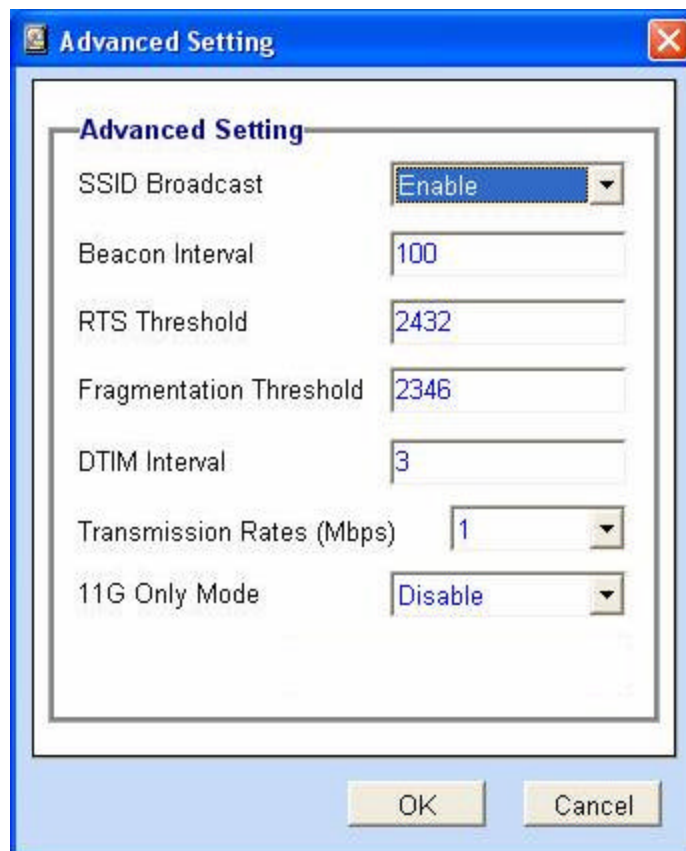 Advanced Setting
Advanced Setting
SSID Broadcast Enable
Beacon Interval 100
RTS Threshold 2432
Fragmentation Threshold 2346
DTIM Interval 3
Transmission Rates (Mbps) 1
11G Only Mode Disable
OK Cancel